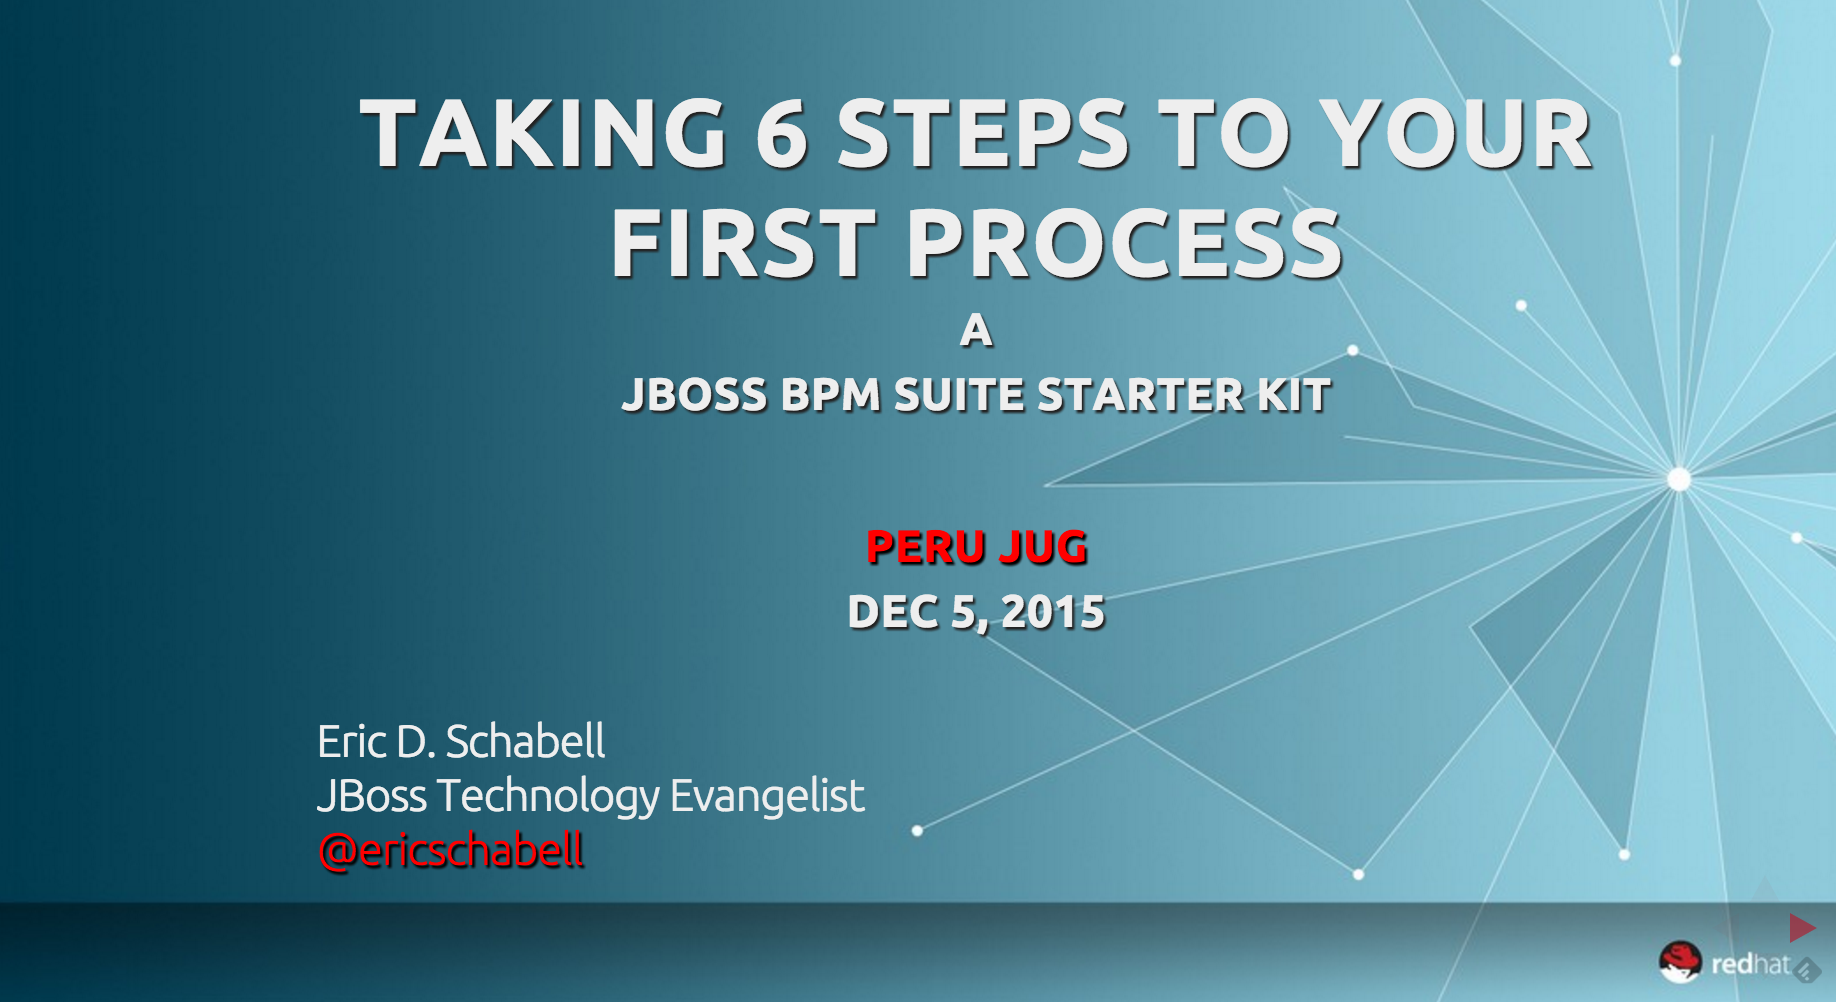 TAKING 6 STEPS TO YOUR
FIRST PROCESS
A
JBOSS BPM SUITE STARTER KIT
PERU JUG
DEC 5, 2015
Eric D. Schabell
JBoss Technology Evangelist
@ericschabell
redhat